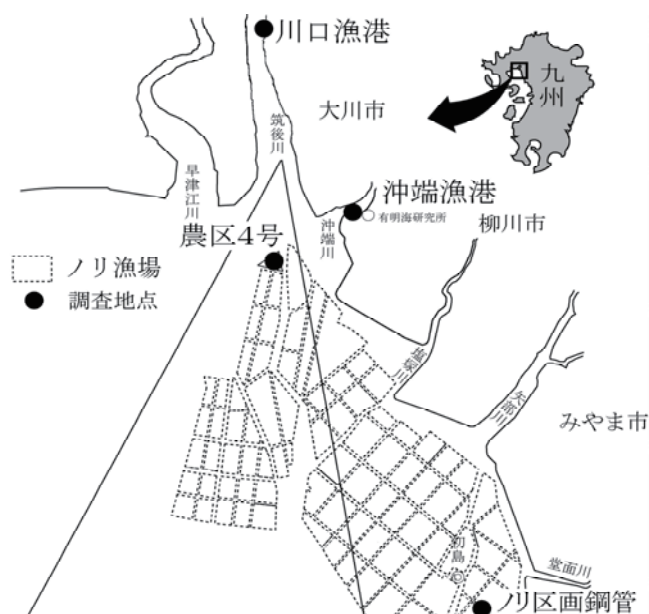 川口漁港
九州
大川市
筑後川
早津江川
沖端漁港
有明海研究所
沖端川
柳川市
農区4号
ノリ漁場
調査地点
塩塚川
矢部川
みやま市
初島
堂面川
ノリ区画鋼管